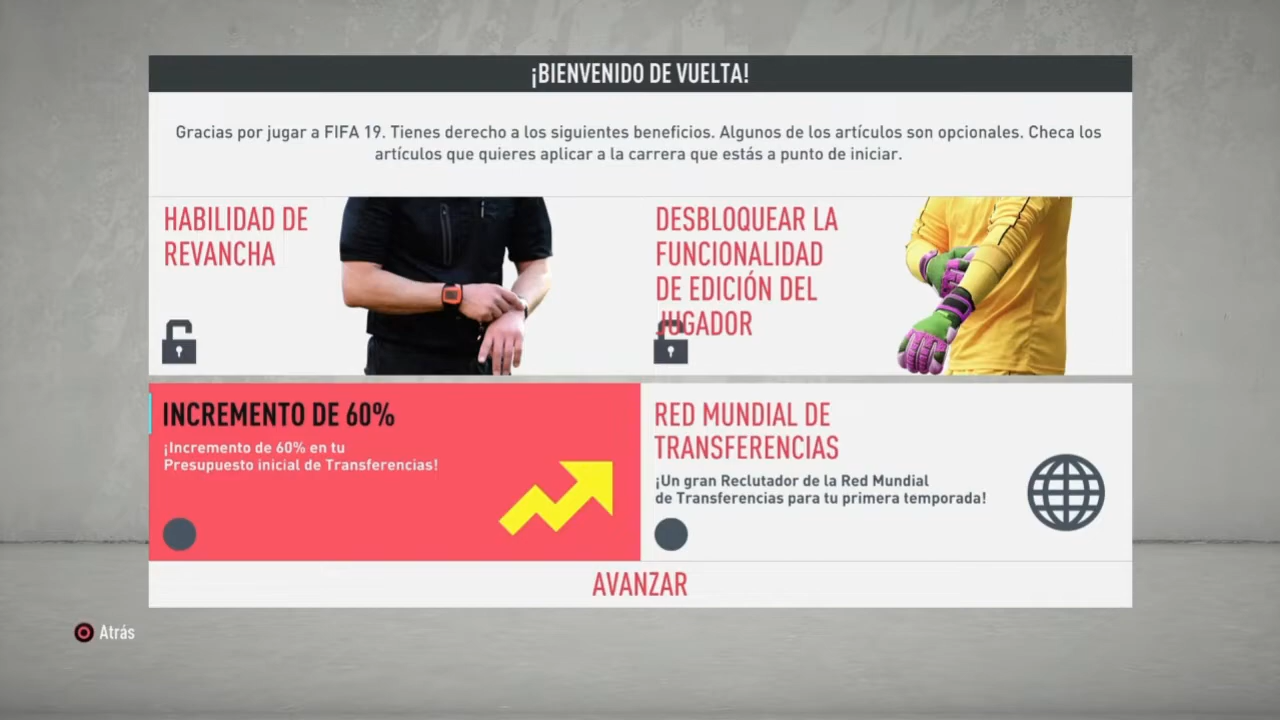 ¡BIENVENIDO DE VUELTA!
Gracias por jugar a FIFA 19. Tienes derecho a los siguientes beneficios. Algunos de los artículos son opcionales. Checa los
artículos que quieres aplicar a la carrera que estás a punto de iniciar.
HABILIDAD DE
REVANCHA
DESBLOQUEAR LA
FUNCIONALIDAD
DE EDICIÓN DEL
JUGADOR
INCREMENTO DE 60%
¡Incremento de 60% en tu
Presupuesto inicial de Transferencias!
RED MUNDIAL DE
TRANSFERENCIAS
¡Un gran Reclutador de la Red Mundial
de Transferencias para tu primera temporada!
AVANZAR
Atrás